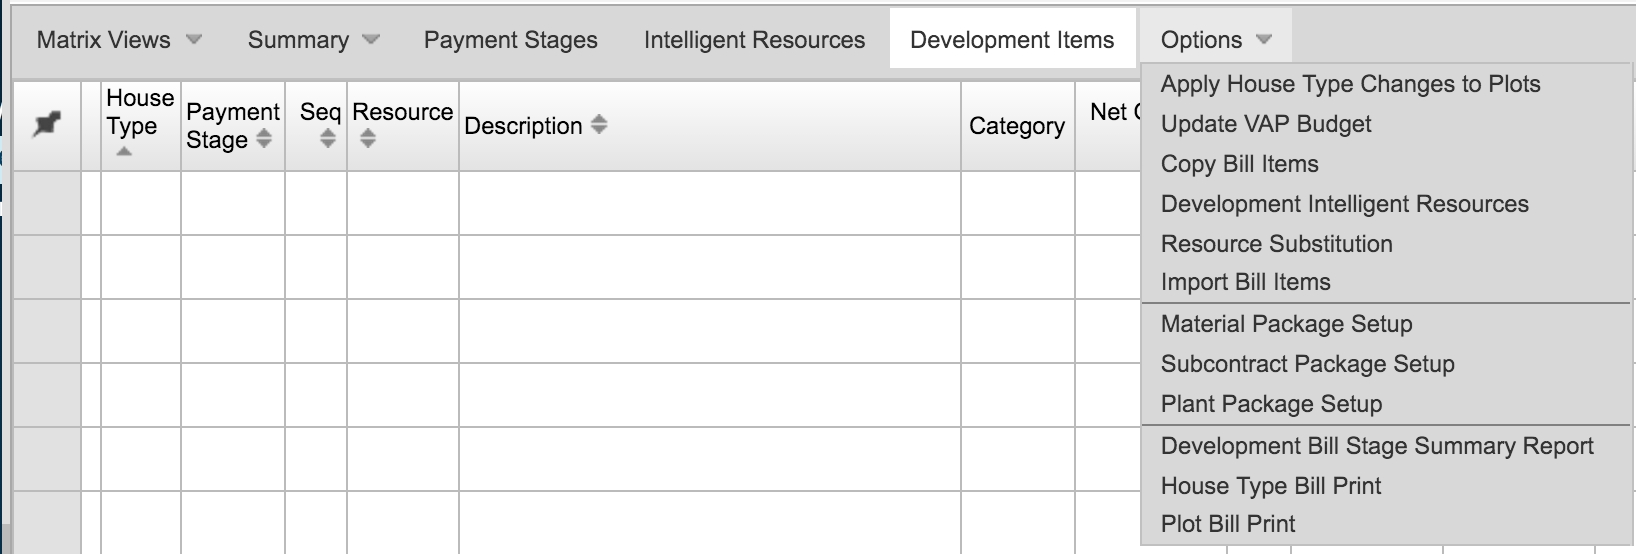 Matrix Views Summary Payment Stages Intelligent Resources Development Items Options
House Type
Payment Stage
Seq
Resource
Description
Category
Net
Apply House Type Changes to Plots
Update VAP Budget
Copy Bill Items
Development Intelligent Resources
Resource Substitution
Import Bill Items
Material Package Setup
Subcontract Package Setup
Plant Package Setup
Development Bill Stage Summary Report
House Type Bill Print
Plot Bill Print